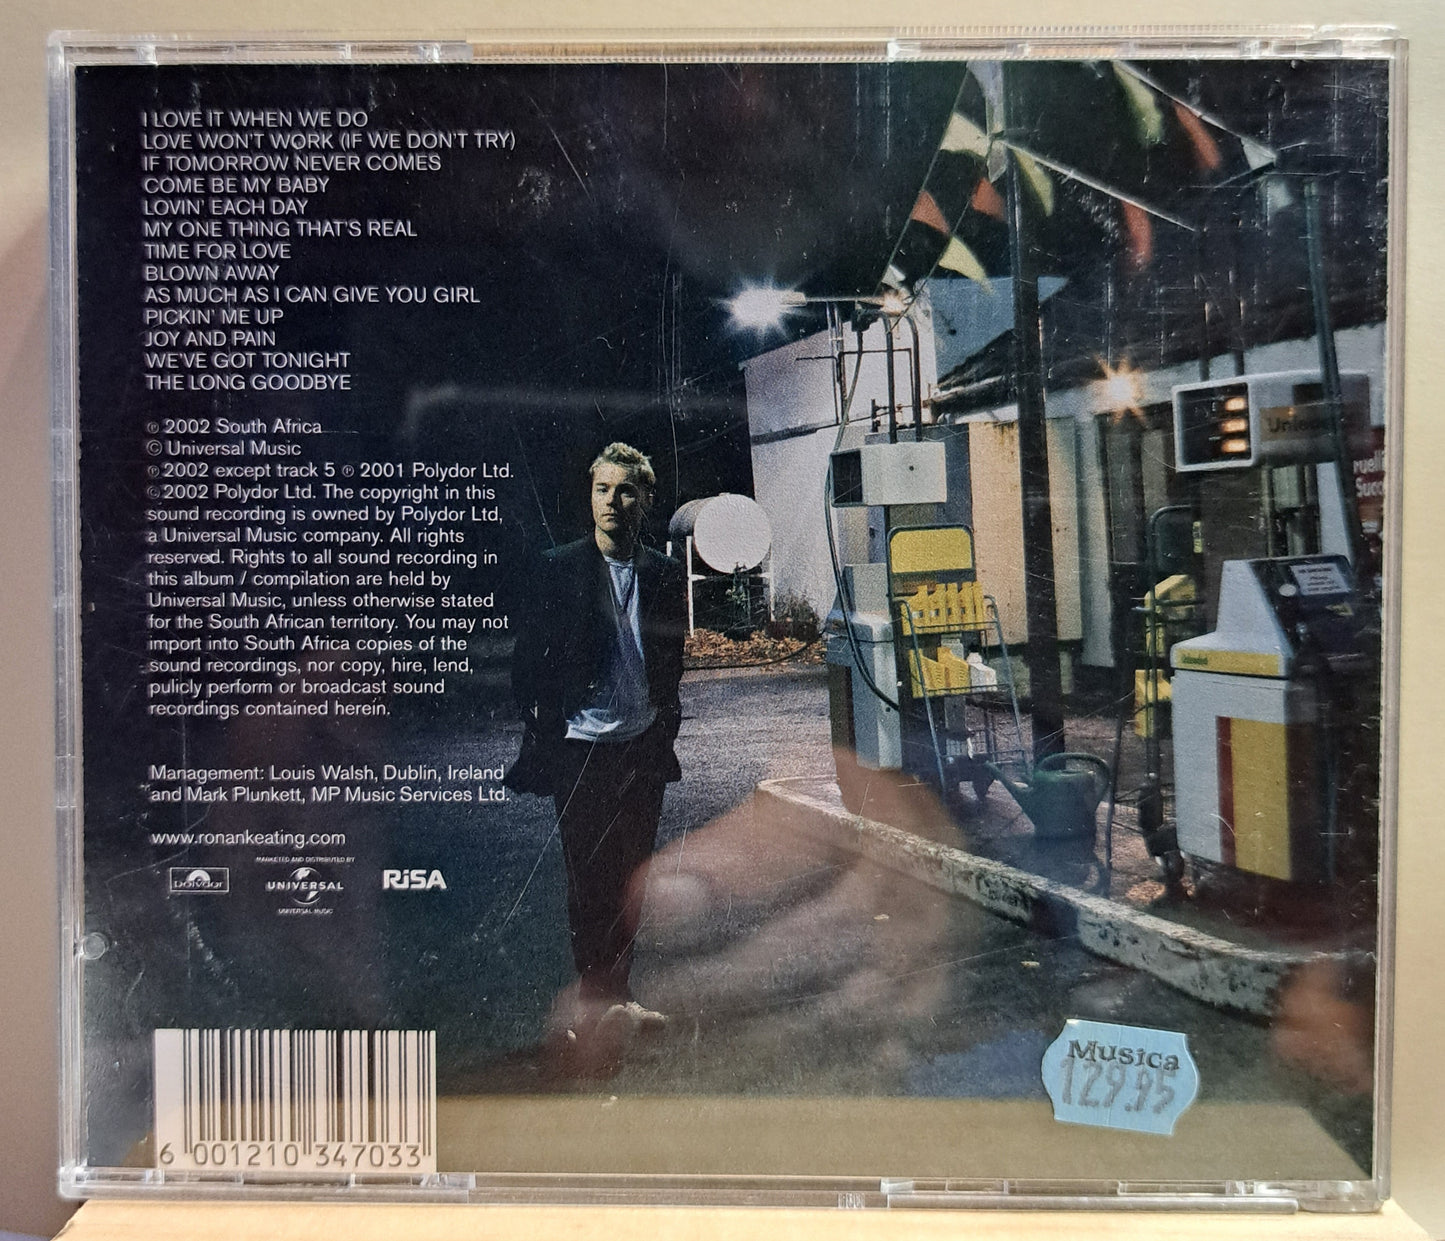 I LOVE IT WHEN WE DO
LOVE WON'T WORK (IF WE DON'T TRY)
IF TOMORROW NEVER COMES
COME BE MY BABY
LOVIN' EACH DAY
MY ONE THING THAT'S REAL
TIME FOR LOVE
BLOWN AWAY
AS MUCH AS I CAN GIVE YOU GIRL
PICKIN' ME UP
JOY AND PAIN
WE'VE GOT TONIGHT
THE LONG GOODBYE
℗ 2002 South Africa
© Universal Music
℗ 2002 except track 5 ℗ 2001 Polydor Ltd.
© 2002 Polydor Ltd. The copyright in this
sound recording is owned by Polydor Ltd,
a Universal Music company. All rights
reserved. Rights to all sound recording in
this album / compilation are held by
Universal Music, unless otherwise stated
for the South African territory. You may not
import into South Africa copies of the
sound recordings, nor copy, hire, lend,
pulicly perform or broadcast sound
recordings contained herein.
Management: Louis Walsh, Dublin, Ireland
and Mark Plunkett, MP Music Services Ltd.
www.ronankeating.com
Polydor
MARKETED AND DISTRIBUTED BY
UNIVERSAL
UNIVERSAL MUSIC
RiSA
6 001210 347033
Musica
129.95